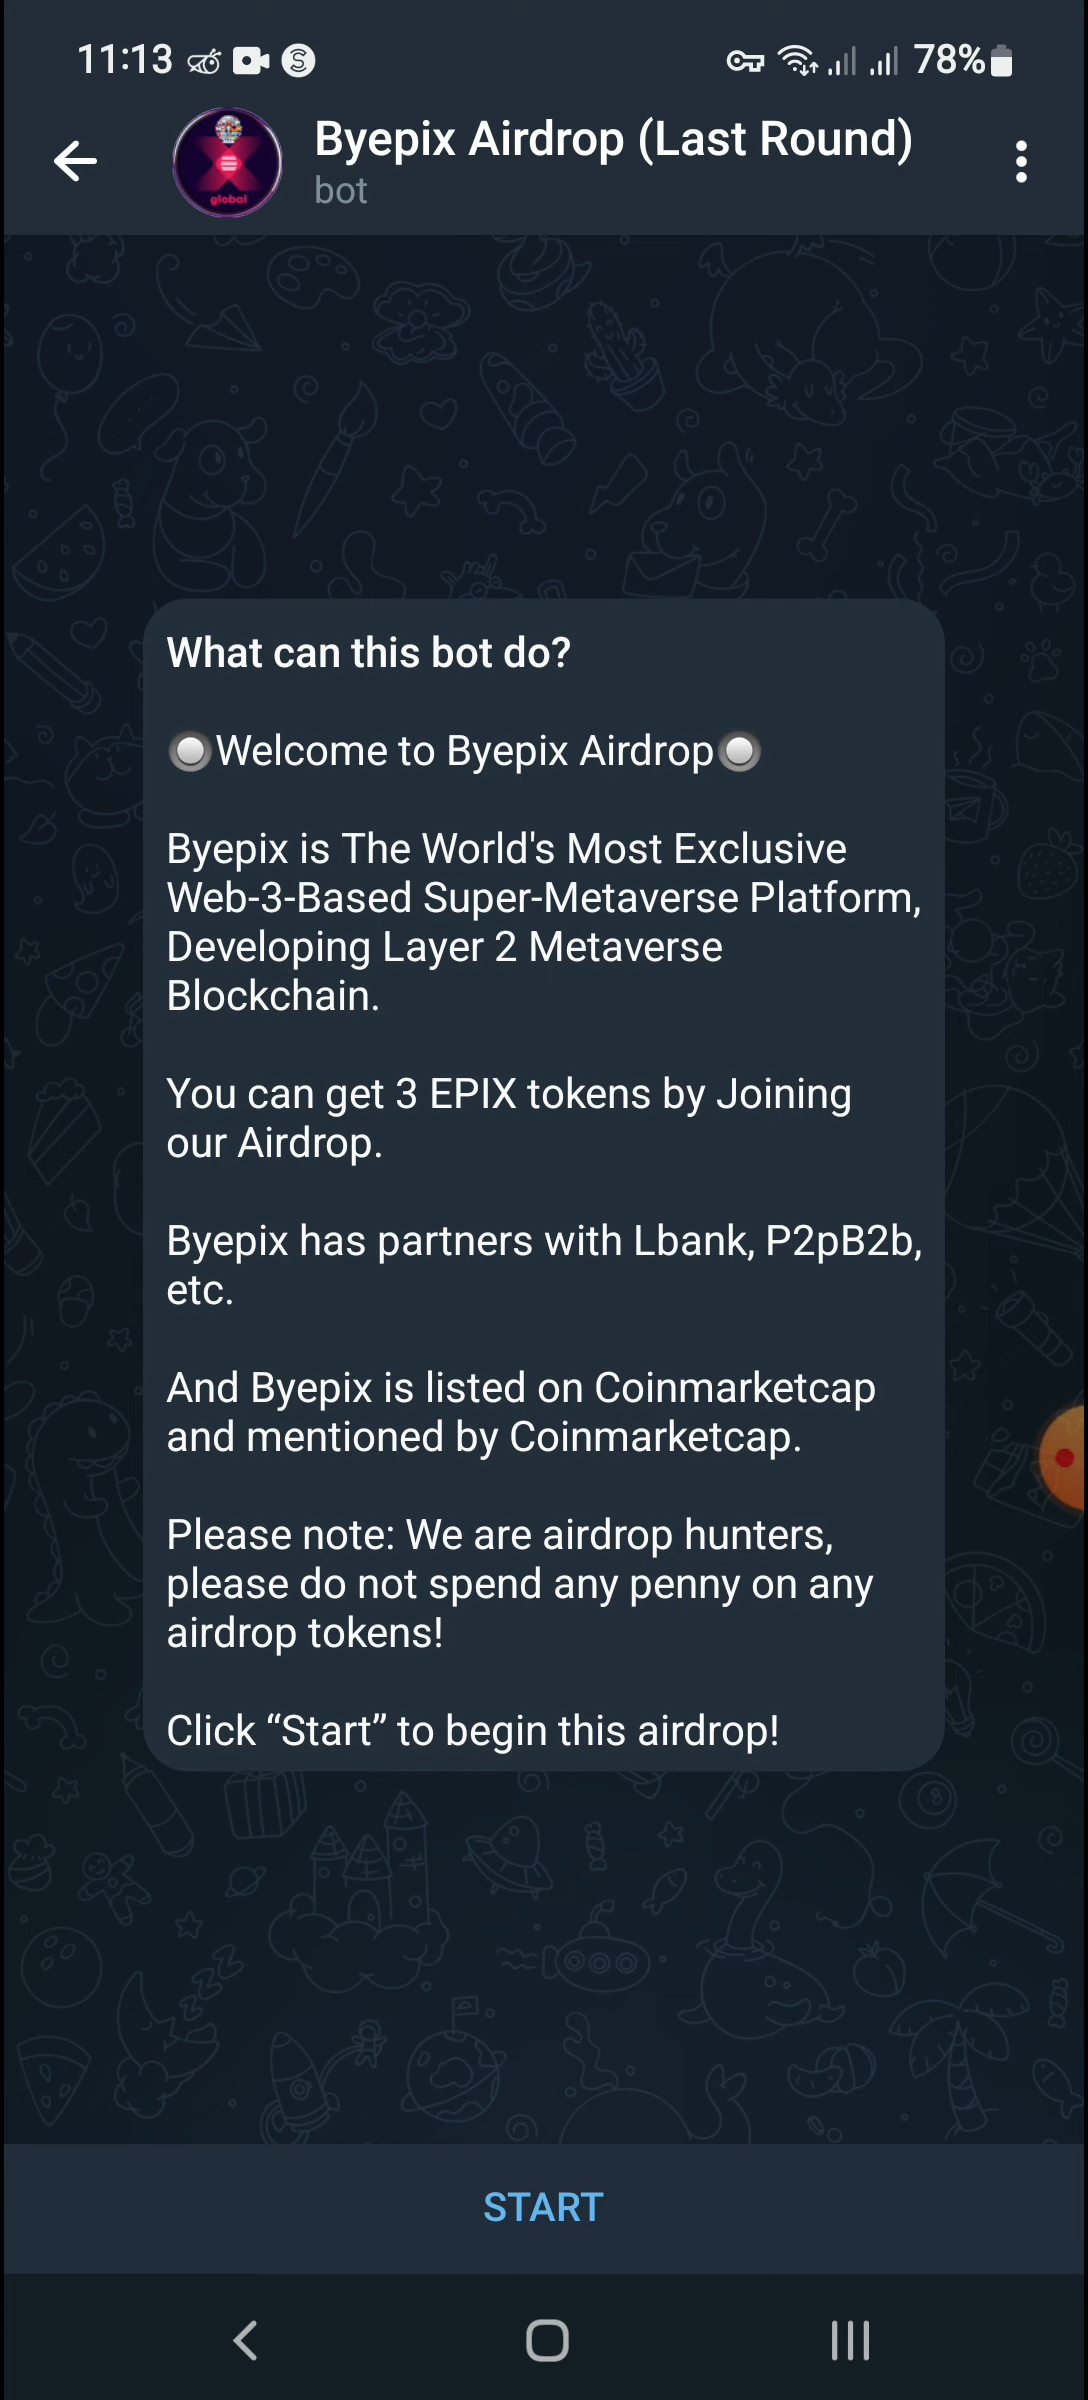 11:13
78%
Byepix Airdrop (Last Round)
bot
global
What can this bot do?
🔘Welcome to Byepix Airdrop🔘
Byepix is The World's Most Exclusive
Web-3-Based Super-Metaverse Platform,
Developing Layer 2 Metaverse
Blockchain.
You can get 3 EPIX tokens by Joining
our Airdrop.
Byepix has partners with Lbank, P2pB2b,
etc.
And Byepix is listed on Coinmarketcap
and mentioned by Coinmarketcap.
Please note: We are airdrop hunters,
please do not spend any penny on any
airdrop tokens!
Click “Start” to begin this airdrop!
START